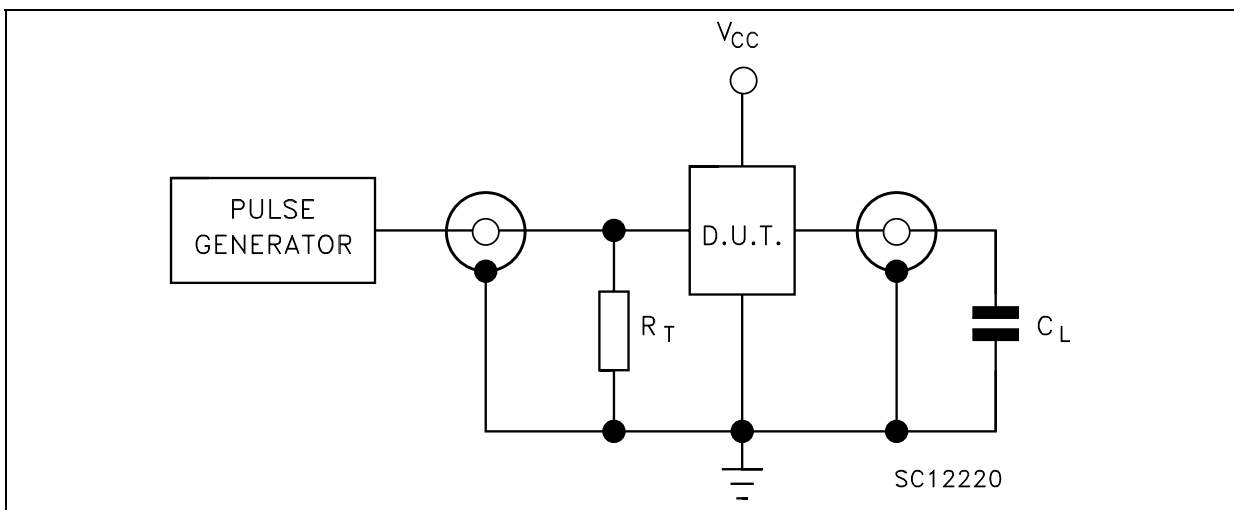 VCC
PULSE
GENERATOR
D.U.T.
RT
CL
SC12220